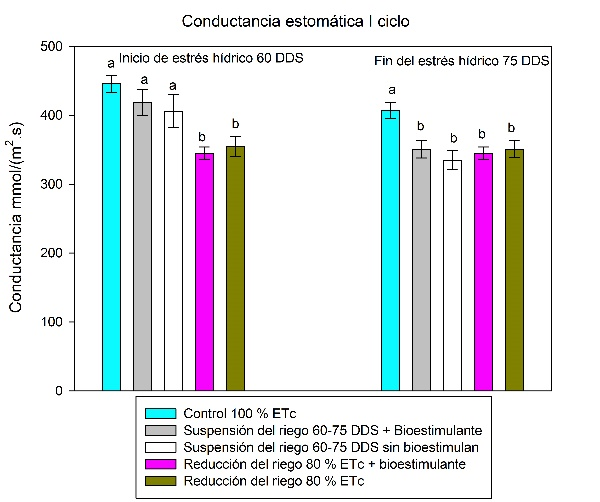 Conductancia estomática I ciclo
Inicio de estrés hídrico 60 DDS
Fin del estrés hídrico 75 DDS
Conductancia mmol/(m².s)
500
400
300
200
100
0
a a a b b
a b b b b
Control 100 % ETc
Suspensión del riego 60-75 DDS + Bioestimulante
Suspensión del riego 60-75 DDS sin bioestimulan
Reducción del riego 80 % ETc + bioestimulante
Reducción del riego 80 % ETc